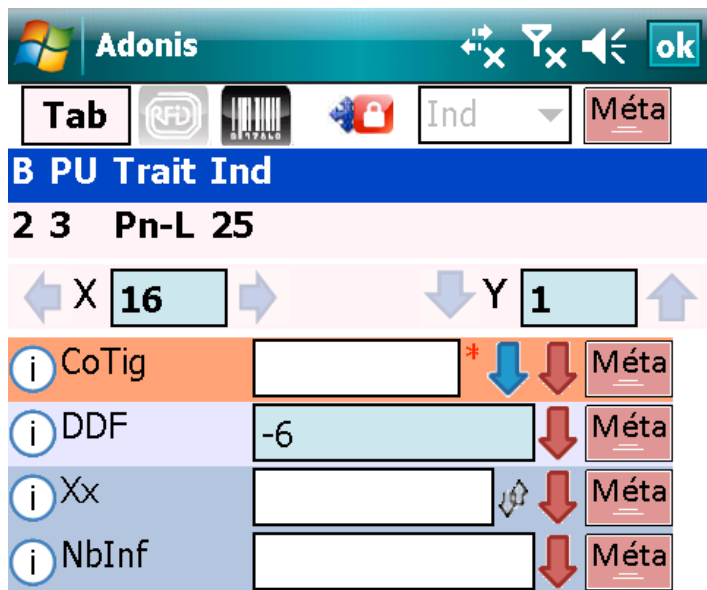 Adonis ok
Tab RFiD Ind Méta
B PU Trait Ind
2 3 Pn-L 25
X 16 Y 1
i CoTig * Méta
i DDF -6 Méta
i Xx Méta
i NbInf Méta